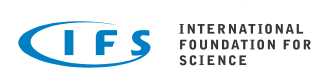 IFS
INTERNATIONAL
FOUNDATION FOR
SCIENCE